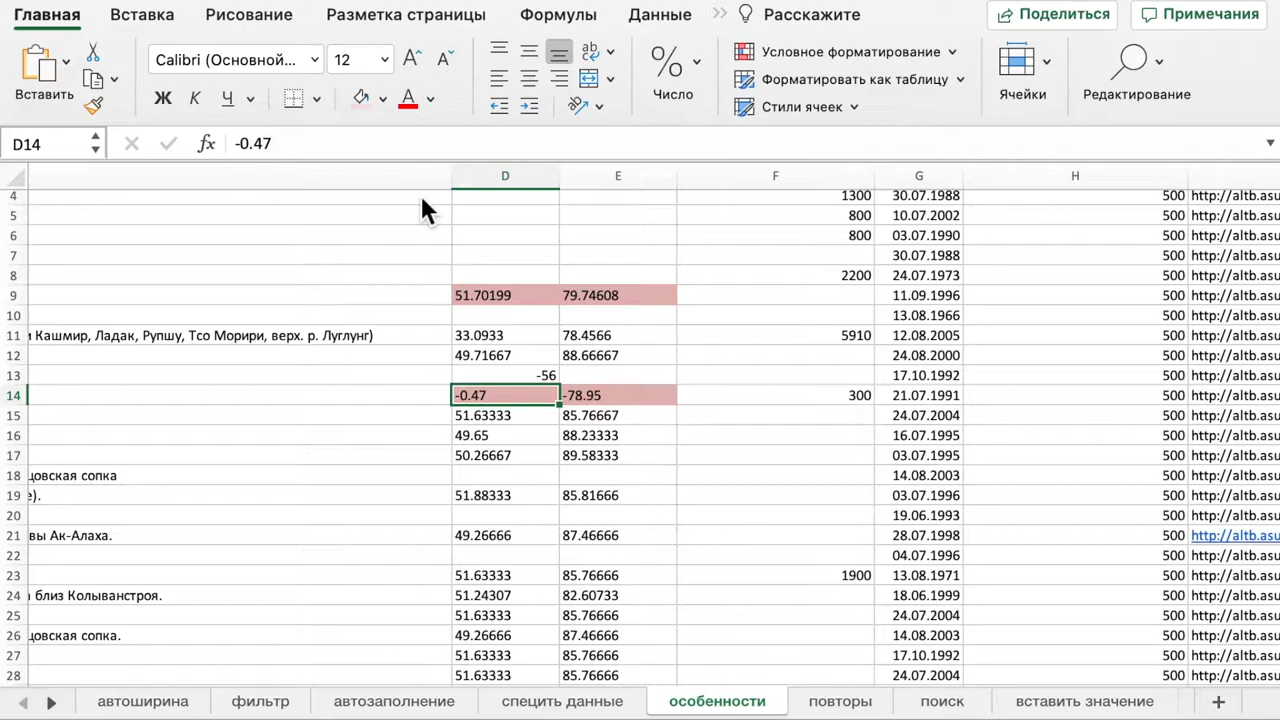 Главная Вставка Рисование Разметка страницы Формулы Данные >> Расскажите Поделиться Примечания
Вставить
Calibri (Основной... 12 A A
Ж К Ч A
ab
%
Число
Условное форматирование
Форматировать как таблицу
Стили ячеек
Ячейки
Редактирование
D14 fx -0.47
D E F G H
4 1300 30.07.1988 500 http://altb.asu
5 800 10.07.2002 500 http://altb.asu
6 800 03.07.1990 500 http://altb.asu
7 30.07.1988 500 http://altb.asu
8 2200 24.07.1973 500 http://altb.asu
9 51.70199 79.74608 11.09.1996 500 http://altb.asu
10 13.08.1966 500 http://altb.asu
11 и Кашмир, Ладак, Рупшу, Тсо Морири, верх. р. Луглунг) 33.0933 78.4566 5910 12.08.2005 500 http://altb.asu
12 49.71667 88.66667 24.08.2000 500 http://altb.asu
13 -56 17.10.1992 500 http://altb.asu
14 -0.47 -78.95 300 21.07.1991 500 http://altb.asu
15 51.63333 85.76667 24.07.2004 500 http://altb.asu
16 49.65 88.23333 16.07.1995 500 http://altb.asu
17 50.26667 89.58333 03.07.1995 500 http://altb.asu
18 цовская сопка 14.08.2003 500 http://altb.asu
19 е). 51.88333 85.81666 03.07.1996 500 http://altb.asu
20 19.06.1993 500 http://altb.asu
21 вы Ак-Алаха. 49.26666 87.46666 28.07.1998 500 http://altb.asu
22 04.07.1996 500 http://altb.asu
23 51.63333 85.76666 1900 13.08.1971 500 http://altb.asu
24 близ Колыванстроя. 51.24307 82.60733 18.06.1999 500 http://altb.asu
25 51.63333 85.76666 24.07.2004 500 http://altb.asu
26 цовская сопка. 49.26666 87.46666 14.08.2003 500 http://altb.asu
27 51.63333 85.76666 17.10.1992 500 http://altb.asu
28 51.63333 85.76666 24.07.2004 500 http://altb.asu
автоширина фильтр автозаполнение специть данные особенности повторы поиск вставить значение +